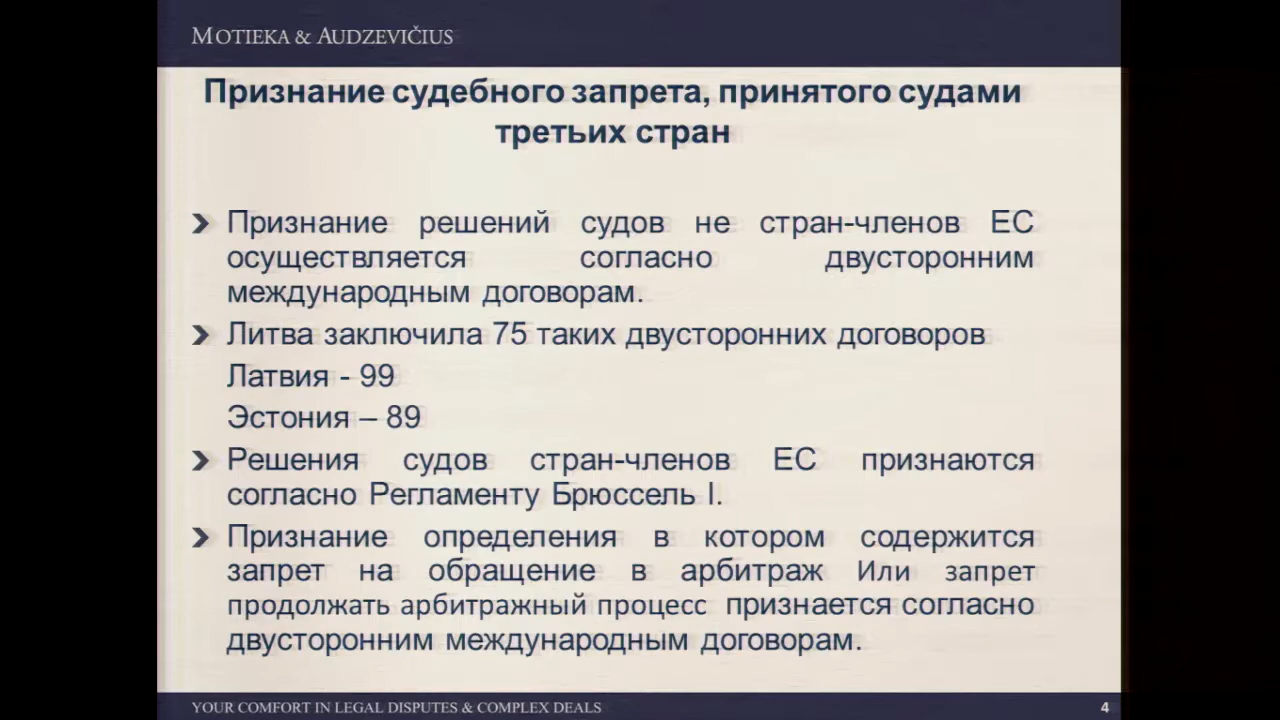 MOTIEKA & AUDZEVIČIUS
Признание судебного запрета, принятого судами
третьих стран
Признание решений судов не стран-членов ЕС
осуществляется согласно двусторонним
международным договорам.
Литва заключила 75 таких двусторонних договоров
Латвия - 99
Эстония – 89
Решения судов стран-членов ЕС признаются
согласно Регламенту Брюссель I.
Признание определения в котором содержится
запрет на обращение в арбитраж Или запрет
продолжать арбитражный процесс признается согласно
двусторонним международным договорам.
YOUR COMFORT IN LEGAL DISPUTES & COMPLEX DEALS 4